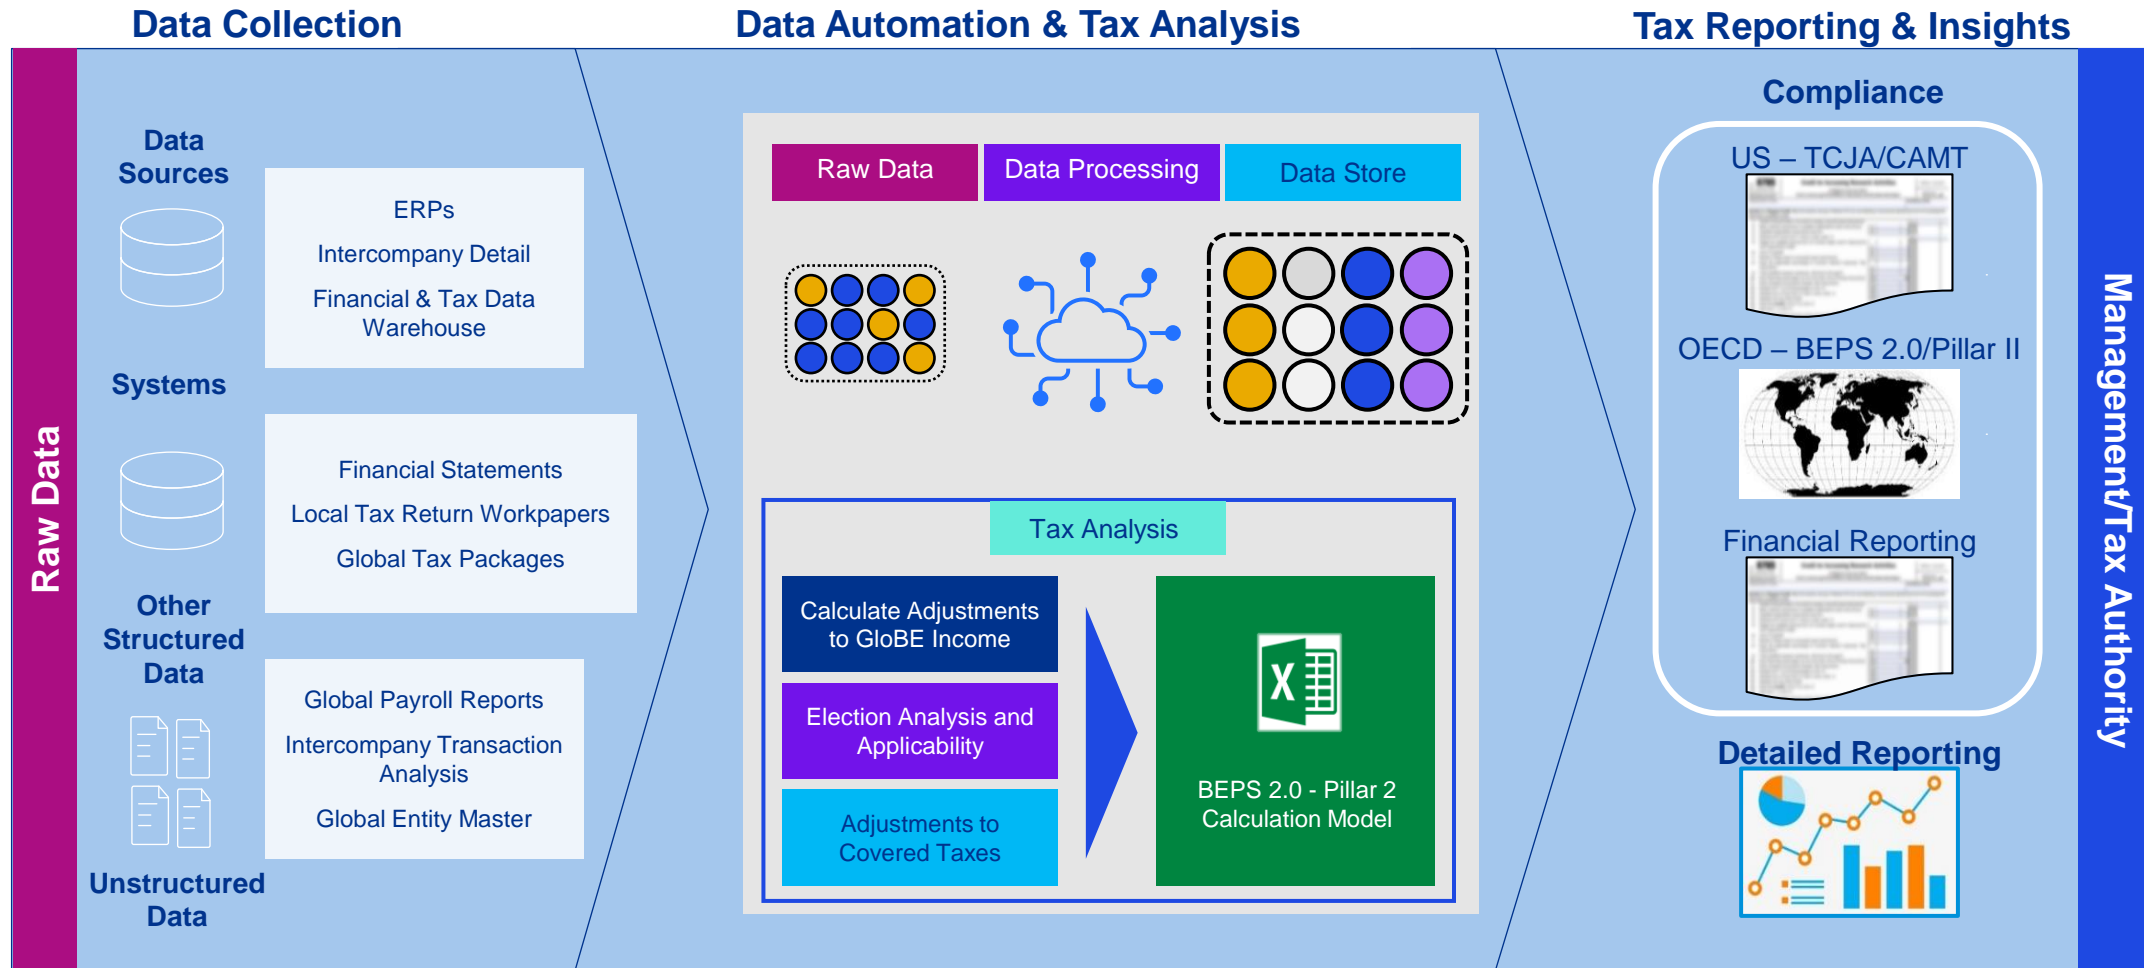 Data Collection
Data Automation & Tax Analysis
Tax Reporting & Insights
Raw Data
Data
Sources
ERPs
Intercompany Detail
Financial & Tax Data
Warehouse
Systems
Financial Statements
Local Tax Return Workpapers
Global Tax Packages
Other
Structured
Data
Global Payroll Reports
Intercompany Transaction
Analysis
Global Entity Master
Unstructured
Data
Raw Data
Data Processing
Data Store
Tax Analysis
Calculate Adjustments
to GloBE Income
Election Analysis and
Applicability
Adjustments to
Covered Taxes
X
BEPS 2.0 - Pillar 2
Calculation Model
Compliance
US – TCJA/CAMT
OECD – BEPS 2.0/Pillar II
Financial Reporting
Detailed Reporting
Management/Tax Authority